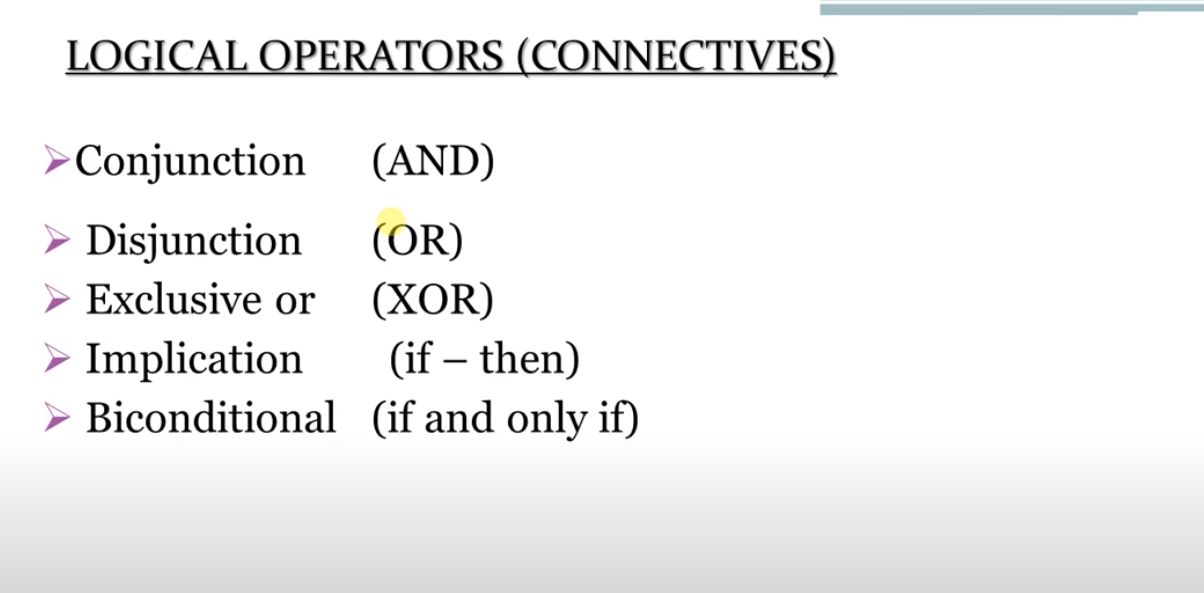 LOGICAL OPERATORS (CONNECTIVES)
Conjunction (AND)
Disjunction (OR)
Exclusive or (XOR)
Implication (if – then)
Biconditional (if and only if)